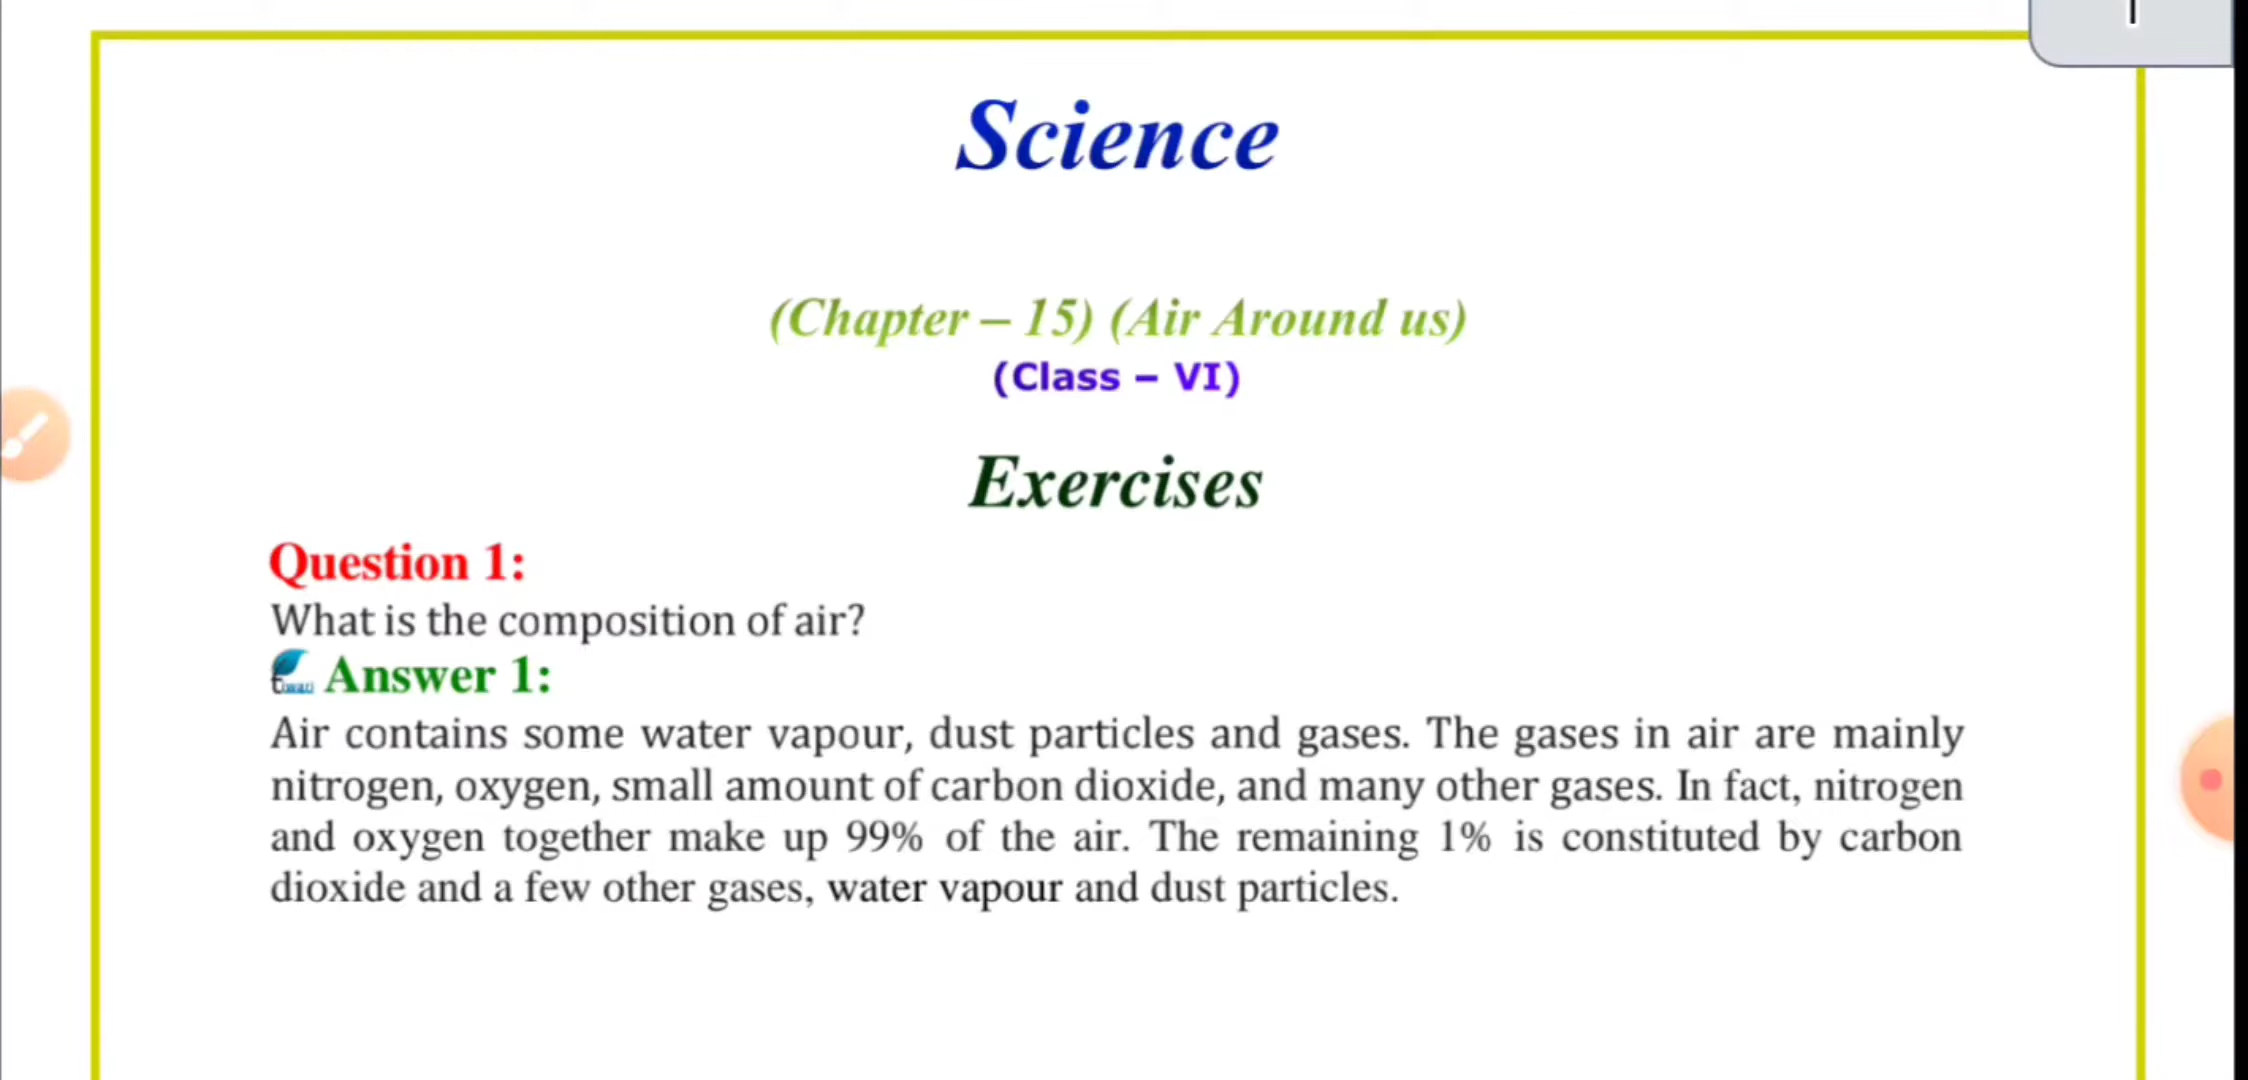 Science
(Chapter – 15) (Air Around us)
(Class – VI)
Exercises
Question 1:
What is the composition of air?
Answer 1:
Air contains some water vapour, dust particles and gases. The gases in air are mainly
nitrogen, oxygen, small amount of carbon dioxide, and many other gases. In fact, nitrogen
and oxygen together make up 99% of the air. The remaining 1% is constituted by carbon
dioxide and a few other gases, water vapour and dust particles.